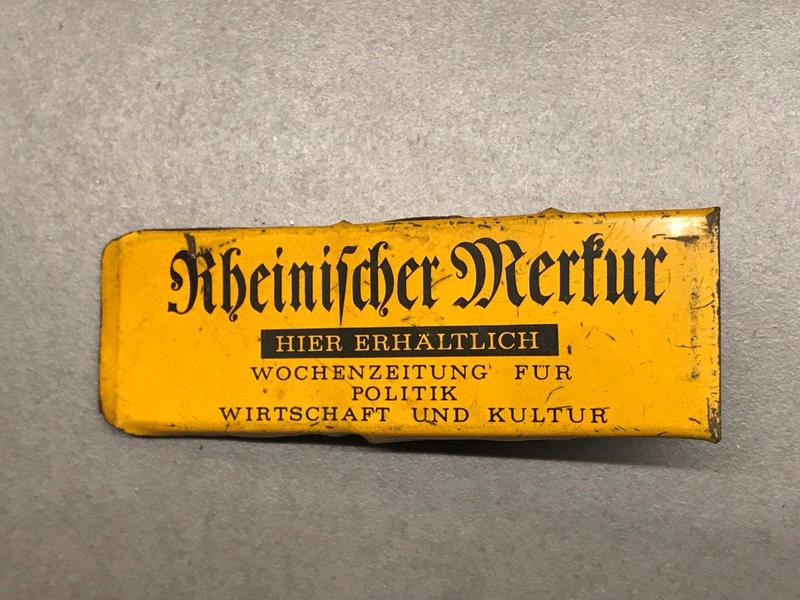 Rheiniſcher Merkur
HIER ERHÄLTLICH
WOCHENZEITUNG FÜR
POLITIK
WIRTSCHAFT UND KULTUR